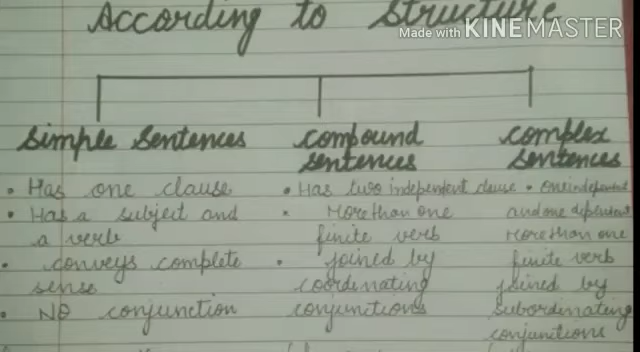 According to Structure
Made with KINEMASTER
Simple Sentences
compound
sentences
complex
sentences
• Has one clause
• Has a subject and
a verb
• conveys complete
sense
• NO conjunction
• Has two independent clause
• More than one
finite verb
• joined by
coordinating
conjunitions
• one independent
and one dependent
More than one
finite verb
joined by
subordinating
conjunitions